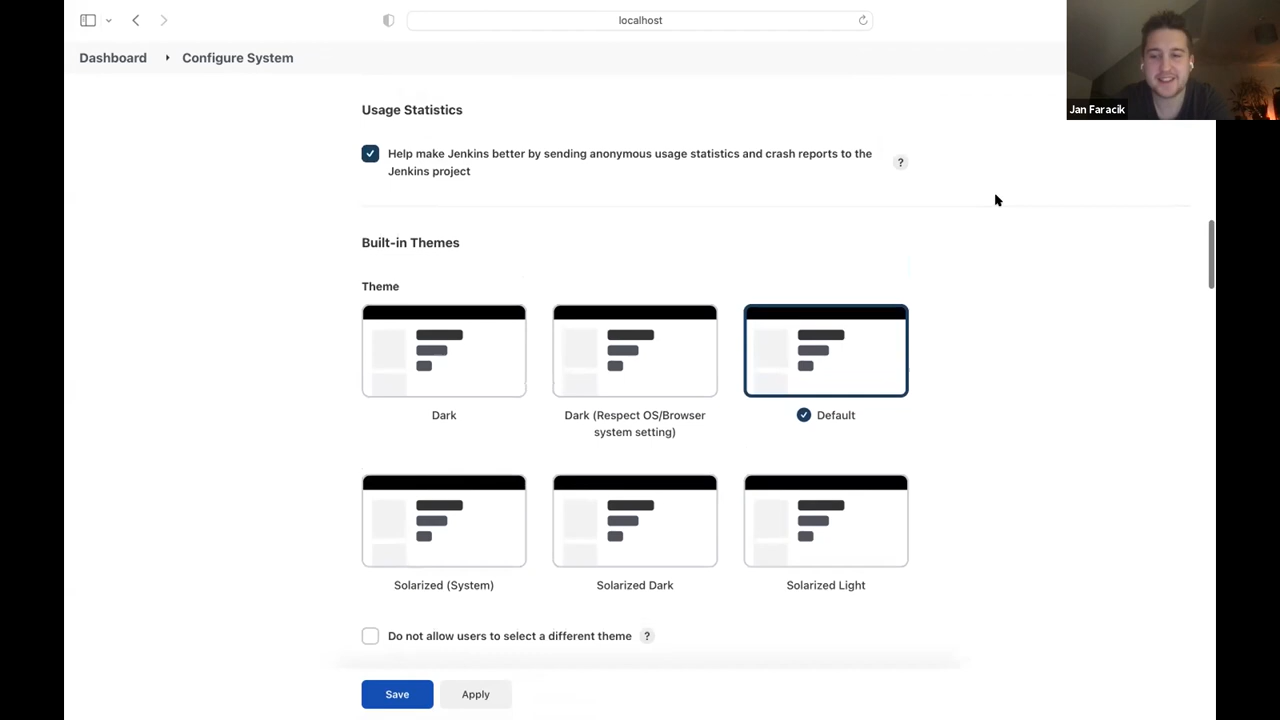 localhost
Dashboard
Configure System
Jan Faracik
Usage Statistics
Help make Jenkins better by sending anonymous usage statistics and crash reports to the
Jenkins project
?
Built-in Themes
Theme
Dark
Dark (Respect OS/Browser
system setting)
Default
Solarized (System)
Solarized Dark
Solarized Light
Do not allow users to select a different theme
?
Save
Apply